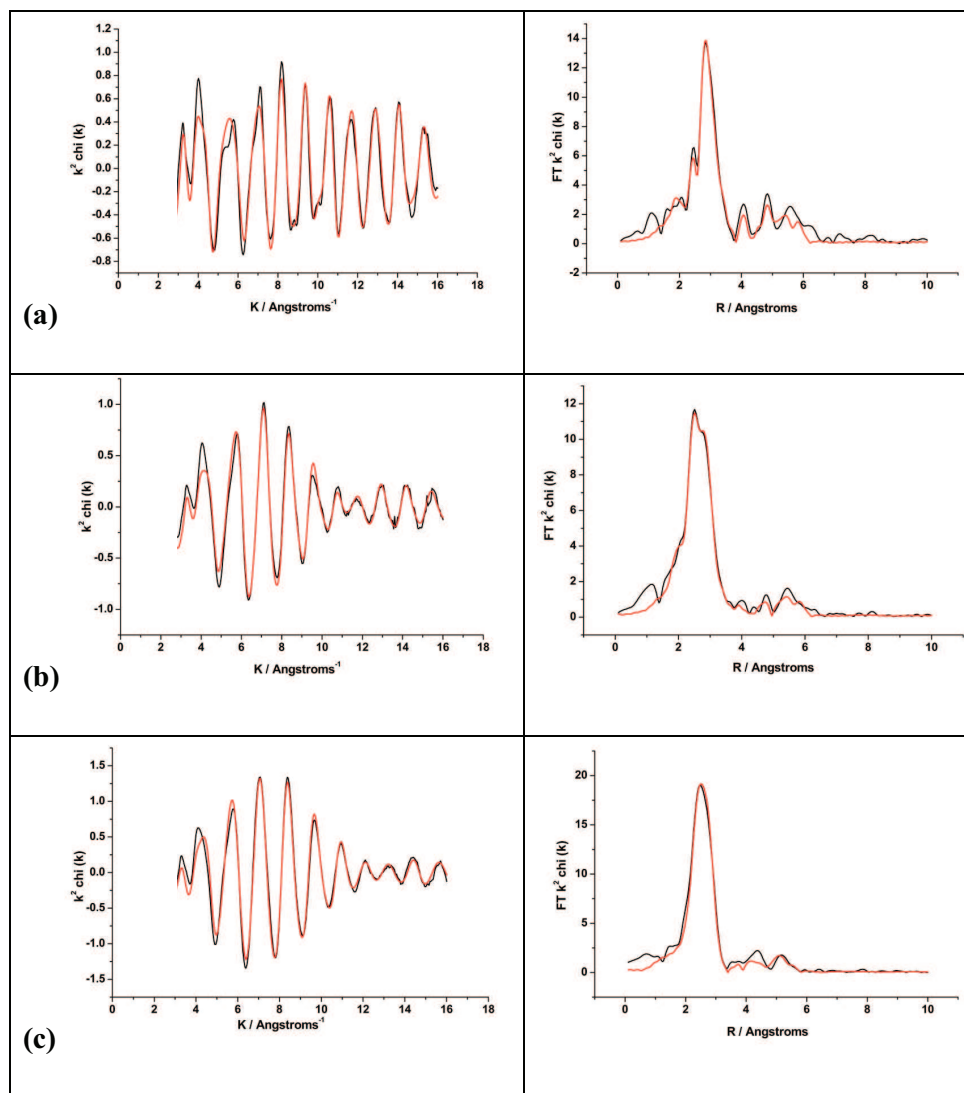 1.2
1.0
0.8
0.6
0.4
0.2
0.0
-0.2
-0.4
-0.6
-0.8
k² chi (k)
0 2 4 6 8 10 12 14 16 18
K / Angstroms⁻¹
(a)
14
12
10
8
6
4
2
0
-2
FT k² chi (k)
0 2 4 6 8 10
R / Angstroms
1.0
0.5
0.0
-0.5
-1.0
k² chi (k)
0 2 4 6 8 10 12 14 16 18
K / Angstroms⁻¹
(b)
12
10
8
6
4
2
0
FT k² chi (k)
0 2 4 6 8 10
R / Angstroms
1.5
1.0
0.5
0.0
-0.5
-1.0
-1.5
k² chi (k)
0 2 4 6 8 10 12 14 16 18
K / Angstroms⁻¹
(c)
20
15
10
5
0
FT k² chi (k)
0 2 4 6 8 10
R / Angstroms